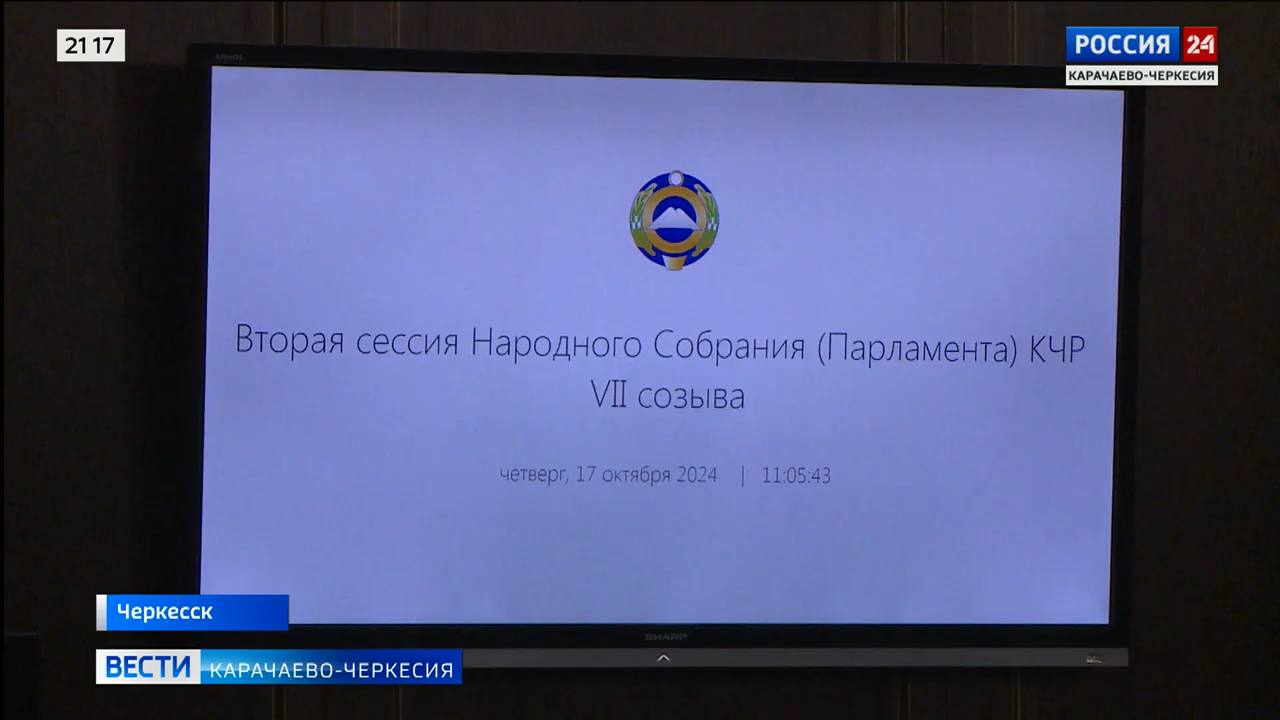 21 17
РОССИЯ 24
КАРАЧАЕВО-ЧЕРКЕСИЯ
Вторая сессия Народного Собрания (Парламента) КЧР
VII созыва
четверг, 17 октября 2024 | 11:05:43
Черкесск
SHARP
ВЕСТИ КАРАЧАЕВО-ЧЕРКЕСИЯ